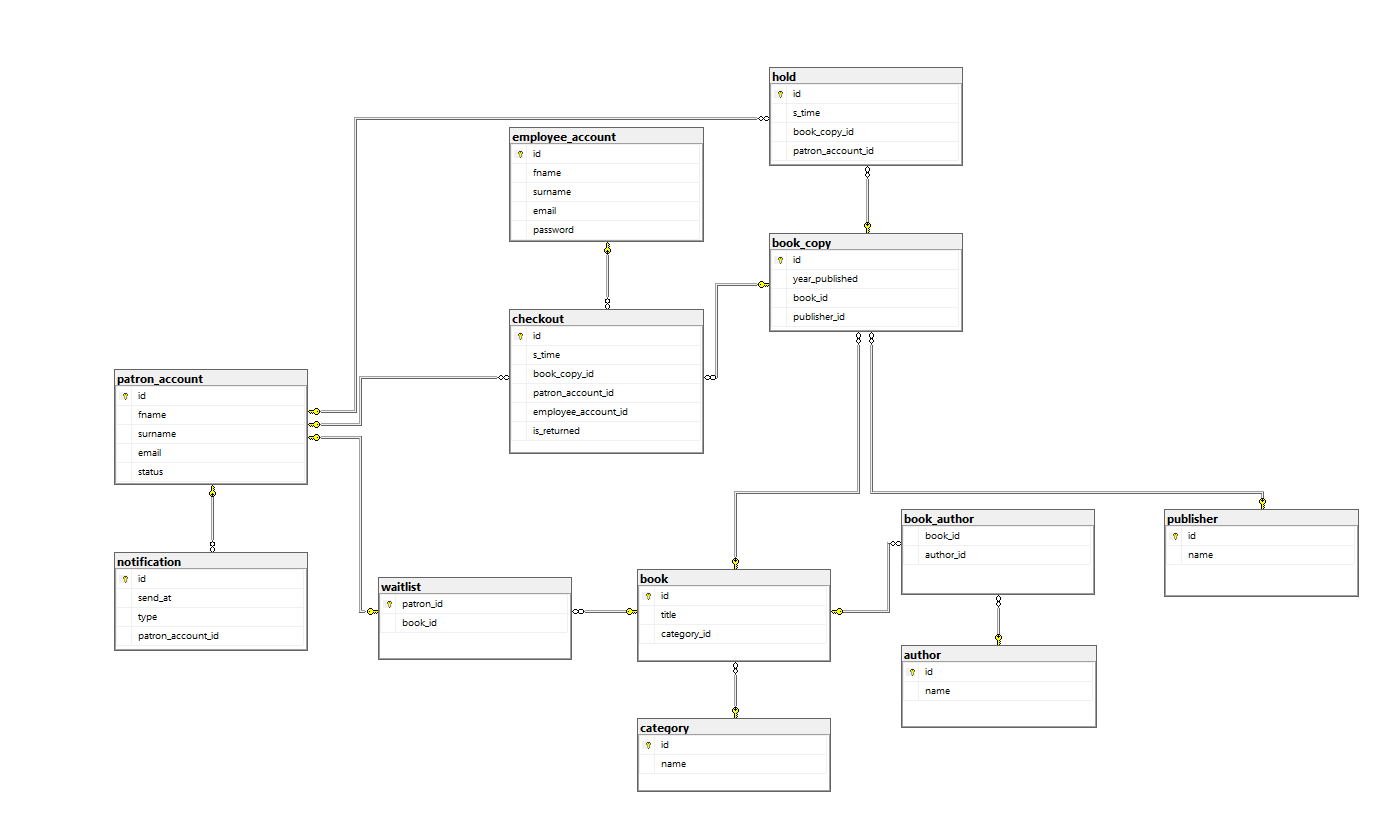 hold
id
s_time
book_copy_id
patron_account_id
employee_account
id
fname
surname
email
password
book_copy
id
year_published
book_id
publisher_id
checkout
id
s_time
book_copy_id
patron_account_id
employee_account_id
is_returned
patron_account
id
fname
surname
email
status
notification
id
send_at
type
patron_account_id
waitlist
patron_id
book_id
book
id
title
category_id
book_author
book_id
author_id
publisher
id
name
author
id
name
category
id
name